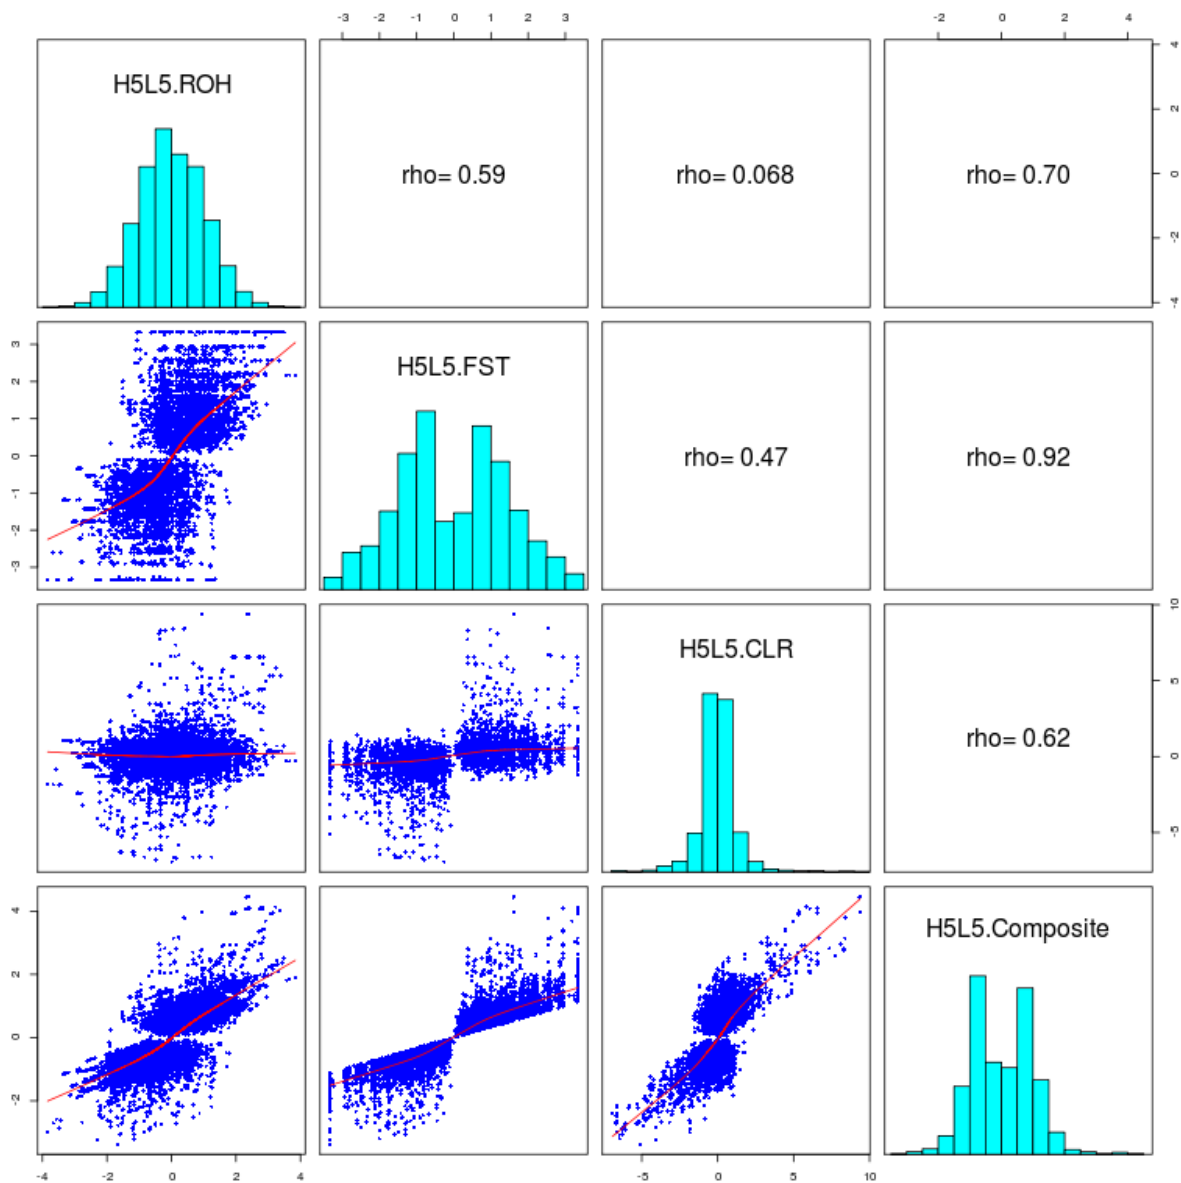 -3 -2 -1 0 1 2 3
-2 0 2 4
H5L5.ROH
rho= 0.59
rho= 0.068
rho= 0.70
4
2
0
-2
-4
3
2
1
0
-1
-2
-3
H5L5.FST
rho= 0.47
rho= 0.92
H5L5.CLR
rho= 0.62
10
5
0
-5
4
2
0
-2
H5L5.Composite
-4 -2 0 2 4
-5 0 5 10